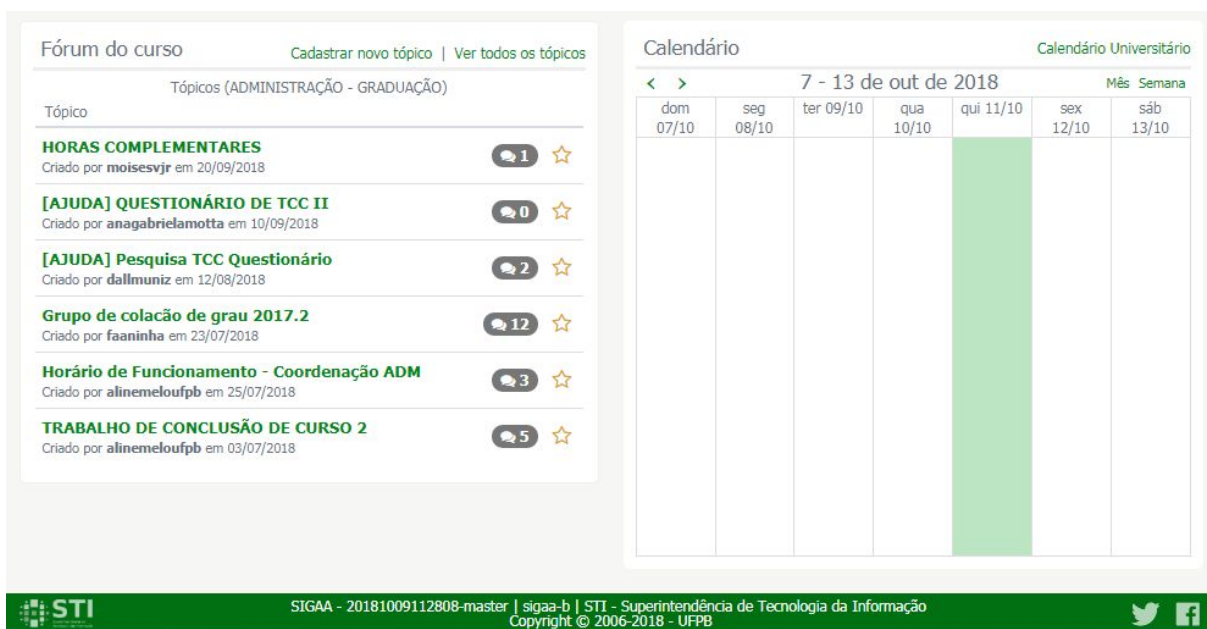 Fórum do curso
Cadastrar novo tópico | Ver todos os tópicos
Tópicos (ADMINISTRAÇÃO - GRADUAÇÃO)
Tópico
HORAS COMPLEMENTARES
1
Criado por moisesvjr em 20/09/2018
[AJUDA] QUESTIONÁRIO DE TCC II
0
Criado por anagabrielamotta em 10/09/2018
[AJUDA] Pesquisa TCC Questionário
2
Criado por dallmuniz em 12/08/2018
Grupo de colacão de grau 2017.2
12
Criado por faaninha em 23/07/2018
Horário de Funcionamento - Coordenação ADM
3
Criado por alinemeloufpb em 25/07/2018
TRABALHO DE CONCLUSÃO DE CURSO 2
5
Criado por alinemeloufpb em 03/07/2018
Calendário
Calendário Universitário
7 - 13 de out de 2018
Mês Semana
dom 07/10
seg 08/10
ter 09/10
qua 10/10
qui 11/10
sex 12/10
sáb 13/10
STI
SIGAA - 20181009112808-master | sigaa-b | STI - Superintendência de Tecnologia da Informação
Copyright © 2006-2018 - UFPB